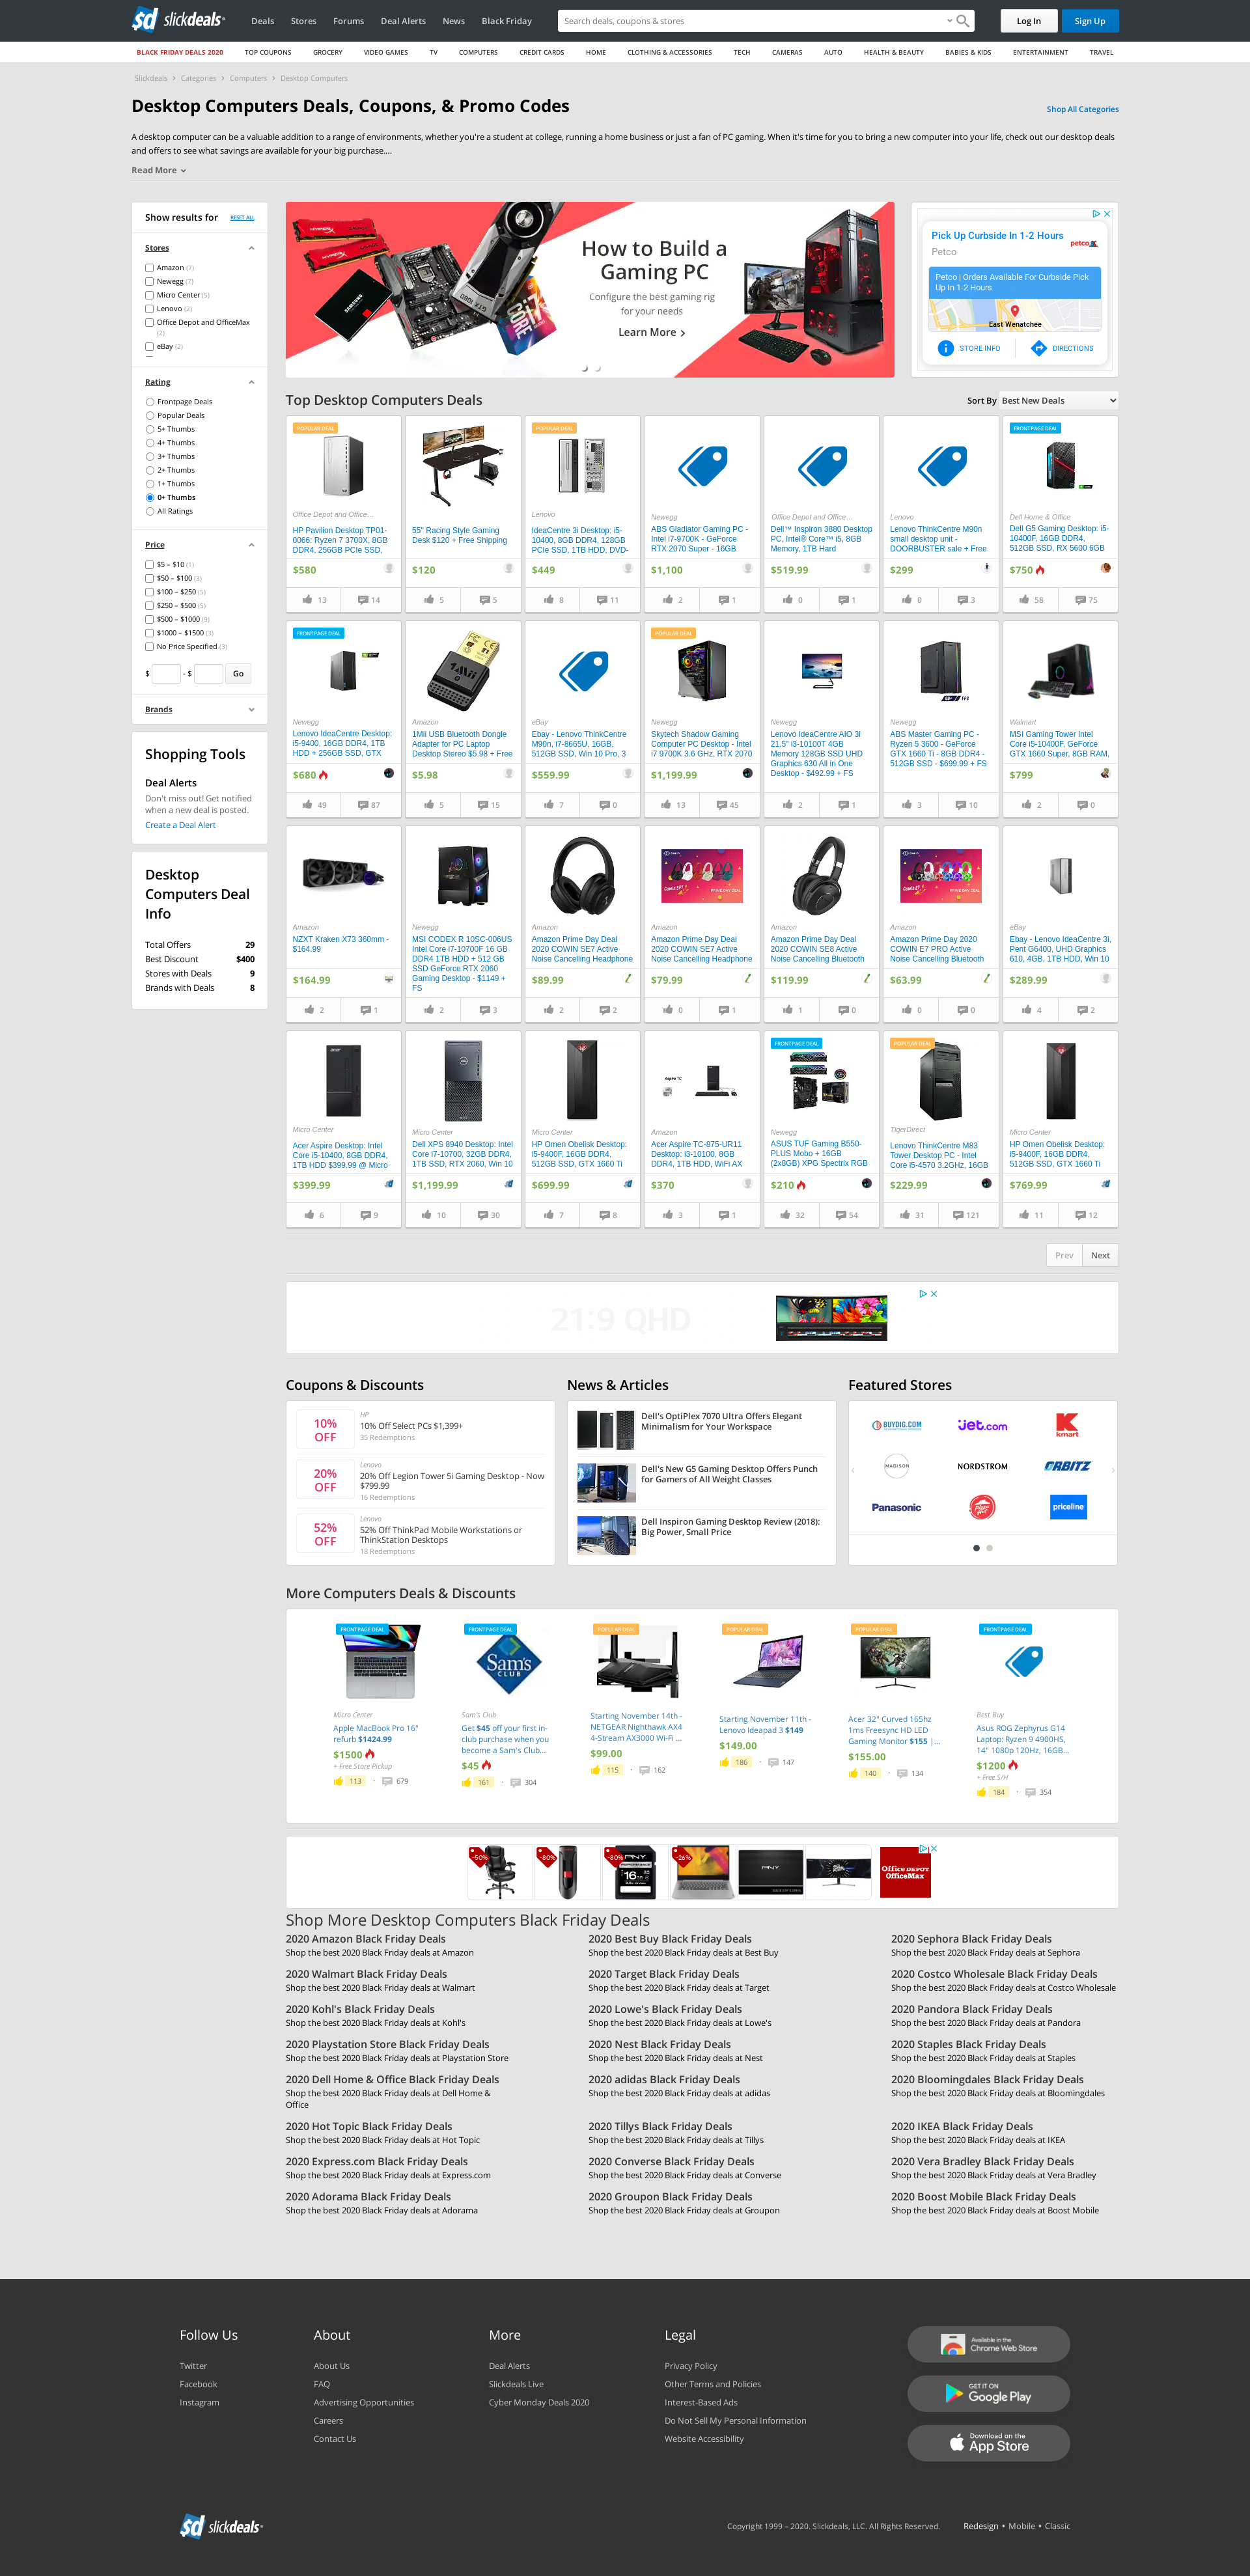 slickdeals
Deals
Stores
Forums
Deal Alerts
News
Black Friday
Search deals, coupons & stores
Log In
Sign Up
BLACK FRIDAY DEALS 2020
TOP COUPONS
GROCERY
VIDEO GAMES
TV
COMPUTERS
CREDIT CARDS
HOME
CLOTHING & ACCESSORIES
TECH
CAMERAS
AUTO
HEALTH & BEAUTY
BABIES & KIDS
ENTERTAINMENT
TRAVEL
Slickdeals > Categories > Computers > Desktop Computers
Desktop Computers Deals, Coupons, & Promo Codes
Shop All Categories
A desktop computer can be a valuable addition to a range of environments, whether you're a student at college, running a home business or just a fan of PC gaming. When it's time for you to bring a new computer into your life, check out our desktop deals
and offers to see what savings are available for your big purchase....
Read More
Show results for
RESET ALL
Stores
Amazon (7)
Newegg (7)
Micro Center (5)
Lenovo (2)
Office Depot and OfficeMax
(2)
eBay (2)
Rating
Frontpage Deals
Popular Deals
5+ Thumbs
4+ Thumbs
3+ Thumbs
2+ Thumbs
1+ Thumbs
0+ Thumbs
All Ratings
Price
$5 – $10 (1)
$50 – $100 (3)
$100 – $250 (5)
$250 – $500 (5)
$500 – $1000 (9)
$1000 – $1500 (3)
No Price Specified (3)
$ - $ Go
Brands
Shopping Tools
Deal Alerts
Don't miss out! Get notified
when a new deal is posted.
Create a Deal Alert
Desktop
Computers Deal
Info
Total Offers 29
Best Discount $400
Stores with Deals 9
Brands with Deals 8
How to Build a
Gaming PC
Configure the best gaming rig
for your needs
Learn More
Pick Up Curbside In 1-2 Hours
Petco
petco
Petco | Orders Available For Curbside Pick
Up In 1-2 Hours
East Wenatchee
STORE INFO
DIRECTIONS
Top Desktop Computers Deals
Sort By Best New Deals
POPULAR DEAL
Office Depot and Office...
HP Pavilion Desktop TP01-
0066: Ryzen 7 3700X, 8GB
DDR4, 256GB PCIe SSD,
$580
13
14
55" Racing Style Gaming
Desk $120 + Free Shipping
$120
5
5
POPULAR DEAL
Lenovo
IdeaCentre 3i Desktop: i5-
10400, 8GB DDR4, 128GB
PCIe SSD, 1TB HDD, DVD-
$449
8
11
Newegg
ABS Gladiator Gaming PC -
Intel i7-9700K - GeForce
RTX 2070 Super - 16GB
$1,100
2
1
Office Depot and Office...
Dell™ Inspiron 3880 Desktop
PC, Intel® Core™ i5, 8GB
Memory, 1TB Hard
$519.99
0
1
Lenovo
Lenovo ThinkCentre M90n
small desktop unit -
DOORBUSTER sale + Free
$299
0
3
FRONTPAGE DEAL
Dell Home & Office
Dell G5 Gaming Desktop: i5-
10400F, 16GB DDR4,
512GB SSD, RX 5600 6GB
$750
58
75
FRONTPAGE DEAL
Newegg
Lenovo IdeaCentre Desktop:
i5-9400, 16GB DDR4, 1TB
HDD + 256GB SSD, GTX
$680
49
87
Amazon
1Mii USB Bluetooth Dongle
Adapter for PC Laptop
Desktop Stereo $5.98 + Free
$5.98
5
15
eBay
Ebay - Lenovo ThinkCentre
M90n, i7-8665U, 16GB,
512GB SSD, Win 10 Pro, 3
$559.99
7
0
POPULAR DEAL
Newegg
Skytech Shadow Gaming
Computer PC Desktop - Intel
i7 9700K 3.6 GHz, RTX 2070
$1,199.99
13
45
Newegg
Lenovo IdeaCentre AIO 3i
21.5" i3-10100T 4GB
Memory 128GB SSD UHD
Graphics 630 All in One
Desktop - $492.99 + FS
2
1
Newegg
ABS Master Gaming PC -
Ryzen 5 3600 - GeForce
GTX 1660 Ti - 8GB DDR4 -
512GB SSD - $699.99 + FS
3
10
Walmart
MSI Gaming Tower Intel
Core i5-10400F, GeForce
GTX 1660 Super, 8GB RAM,
$799
2
0
Amazon
NZXT Kraken X73 360mm -
$164.99
$164.99
2
1
Newegg
MSI CODEX R 10SC-006US
Intel Core i7-10700F 16 GB
DDR4 1TB HDD + 512 GB
SSD GeForce RTX 2060
Gaming Desktop - $1149 +
FS
2
3
Amazon
Amazon Prime Day Deal
2020 COWIN SE7 Active
Noise Cancelling Headphone
$89.99
2
2
PRIME DAY DEAL
Amazon
Amazon Prime Day Deal
2020 COWIN SE7 Active
Noise Cancelling Headphone
$79.99
0
1
Amazon
Amazon Prime Day Deal
2020 COWIN SE8 Active
Noise Cancelling Bluetooth
$119.99
1
0
PRIME DAY DEAL
Amazon
Amazon Prime Day 2020
COWIN E7 PRO Active
Noise Cancelling Bluetooth
$63.99
0
0
eBay
Ebay - Lenovo IdeaCentre 3i,
Pent G6400, UHD Graphics
610, 4GB, 1TB HDD, Win 10
$289.99
4
2
Micro Center
Acer Aspire Desktop: Intel
Core i5-10400, 8GB DDR4,
1TB HDD $399.99 @ Micro
$399.99
6
9
Micro Center
Dell XPS 8940 Desktop: Intel
Core i7-10700, 32GB DDR4,
1TB SSD, RTX 2060, Win 10
$1,199.99
10
30
Micro Center
HP Omen Obelisk Desktop:
i5-9400F, 16GB DDR4,
512GB SSD, GTX 1660 Ti
$699.99
7
8
Aspire TC
Amazon
Acer Aspire TC-875-UR11
Desktop: i3-10100, 8GB
DDR4, 1TB HDD, WiFi AX
$370
3
1
FRONTPAGE DEAL
Newegg
ASUS TUF Gaming B550-
PLUS Mobo + 16GB
(2x8GB) XPG Spectrix RGB
$210
32
54
POPULAR DEAL
TigerDirect
Lenovo ThinkCentre M83
Tower Desktop PC - Intel
Core i5-4570 3.2GHz, 16GB
$229.99
31
121
Micro Center
HP Omen Obelisk Desktop:
i5-9400F, 16GB DDR4,
512GB SSD, GTX 1660 Ti
$769.99
11
12
Prev
Next
21:9 QHD
Coupons & Discounts
10%
OFF
HP
10% Off Select PCs $1,399+
35 Redemptions
20%
OFF
Lenovo
20% Off Legion Tower 5i Gaming Desktop - Now
$799.99
16 Redemptions
52%
OFF
Lenovo
52% Off ThinkPad Mobile Workstations or
ThinkStation Desktops
18 Redemptions
News & Articles
Dell's OptiPlex 7070 Ultra Offers Elegant
Minimalism for Your Workspace
Dell's New G5 Gaming Desktop Offers Punch
for Gamers of All Weight Classes
Dell Inspiron Gaming Desktop Review (2018):
Big Power, Small Price
Featured Stores
BUYDIG.COM
jet.com
kmart
MADISON
NORDSTROM
ORBITZ
Panasonic
priceline
More Computers Deals & Discounts
FRONTPAGE DEAL
Micro Center
Apple MacBook Pro 16"
refurb $1424.99
$1500
+ Free Store Pickup
113
679
FRONTPAGE DEAL
Sam's
CLUB
Sam's Club
Get $45 off your first in-
club purchase when you
become a Sam's Club...
$45
161
304
POPULAR DEAL
Starting November 14th -
NETGEAR Nighthawk AX4
4-Stream AX3000 Wi-Fi ...
$99.00
115
162
POPULAR DEAL
Starting November 11th -
Lenovo Ideapad 3 $149
$149.00
186
147
POPULAR DEAL
Acer 32" Curved 165hz
1ms Freesync HD LED
Gaming Monitor $155 |...
$155.00
140
134
FRONTPAGE DEAL
Best Buy
Asus ROG Zephyrus G14
Laptop: Ryzen 9 4900HS,
14" 1080p 120Hz, 16GB...
$1200
+ Free S/H
184
354
-50%
-80%
-80%
PNY
16
-26%
PNY
Office DEPOT
OfficeMax
Shop More Desktop Computers Black Friday Deals
2020 Amazon Black Friday Deals
Shop the best 2020 Black Friday deals at Amazon
2020 Best Buy Black Friday Deals
Shop the best 2020 Black Friday deals at Best Buy
2020 Sephora Black Friday Deals
Shop the best 2020 Black Friday deals at Sephora
2020 Walmart Black Friday Deals
Shop the best 2020 Black Friday deals at Walmart
2020 Target Black Friday Deals
Shop the best 2020 Black Friday deals at Target
2020 Costco Wholesale Black Friday Deals
Shop the best 2020 Black Friday deals at Costco Wholesale
2020 Kohl's Black Friday Deals
Shop the best 2020 Black Friday deals at Kohl's
2020 Lowe's Black Friday Deals
Shop the best 2020 Black Friday deals at Lowe's
2020 Pandora Black Friday Deals
Shop the best 2020 Black Friday deals at Pandora
2020 Playstation Store Black Friday Deals
Shop the best 2020 Black Friday deals at Playstation Store
2020 Nest Black Friday Deals
Shop the best 2020 Black Friday deals at Nest
2020 Staples Black Friday Deals
Shop the best 2020 Black Friday deals at Staples
2020 Dell Home & Office Black Friday Deals
Shop the best 2020 Black Friday deals at Dell Home &
Office
2020 adidas Black Friday Deals
Shop the best 2020 Black Friday deals at adidas
2020 Bloomingdales Black Friday Deals
Shop the best 2020 Black Friday deals at Bloomingdales
2020 Hot Topic Black Friday Deals
Shop the best 2020 Black Friday deals at Hot Topic
2020 Tillys Black Friday Deals
Shop the best 2020 Black Friday deals at Tillys
2020 IKEA Black Friday Deals
Shop the best 2020 Black Friday deals at IKEA
2020 Express.com Black Friday Deals
Shop the best 2020 Black Friday deals at Express.com
2020 Converse Black Friday Deals
Shop the best 2020 Black Friday deals at Converse
2020 Vera Bradley Black Friday Deals
Shop the best 2020 Black Friday deals at Vera Bradley
2020 Adorama Black Friday Deals
Shop the best 2020 Black Friday deals at Adorama
2020 Groupon Black Friday Deals
Shop the best 2020 Black Friday deals at Groupon
2020 Boost Mobile Black Friday Deals
Shop the best 2020 Black Friday deals at Boost Mobile
Follow Us
Twitter
Facebook
Instagram
About
About Us
FAQ
Advertising Opportunities
Careers
Contact Us
More
Deal Alerts
Slickdeals Live
Cyber Monday Deals 2020
Legal
Privacy Policy
Other Terms and Policies
Interest-Based Ads
Do Not Sell My Personal Information
Website Accessibility
Available in the
Chrome Web Store
GET IT ON
Google Play
Download on the
App Store
slickdeals
Copyright 1999 – 2020. Slickdeals, LLC. All Rights Reserved.
Redesign • Mobile • Classic